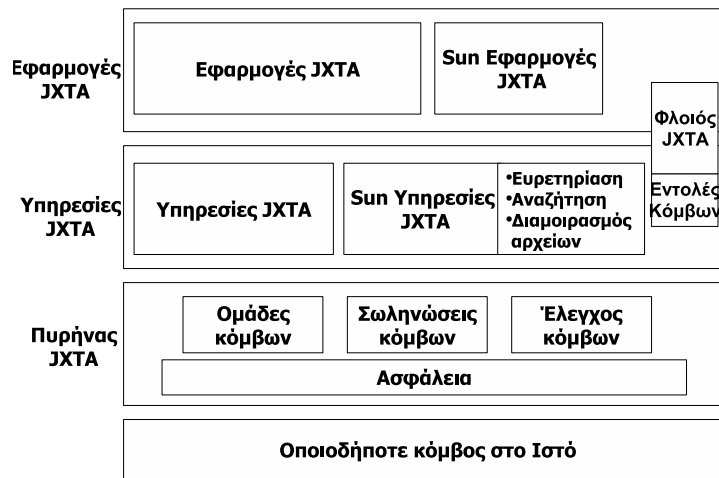 Εφαρμογές
JXTA
Εφαρμογές JXTA
Sun Εφαρμογές
JXTA
Φλοιός
JXTA
Εντολές
Κόμβων
Υπηρεσίες
JXTA
Υπηρεσίες JXTA
Sun Υπηρεσίες
JXTA
•Ευρετηρίαση
•Αναζήτηση
•Διαμοιρασμός
αρχείων
Πυρήνας
JXTA
Ομάδες
κόμβων
Σωληνώσεις
κόμβων
Έλεγχος
κόμβων
Ασφάλεια
Οποιοδήποτε κόμβος στο Ιστό